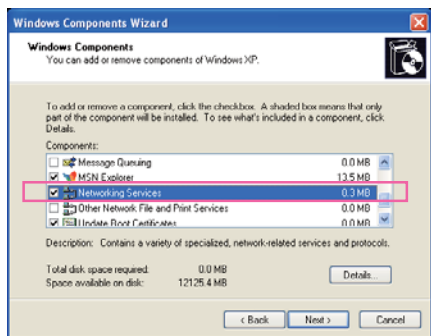 Windows Components Wizard
Windows Components
You can add or remove components of Windows XP.
To add or remove a component, click the checkbox. A shaded box means that only
part of the component will be installed. To see what's included in a component, click
Details.
Components:
Message Queuing 0.0 MB
MSN Explorer 13.5 MB
Networking Services 0.3 MB
Other Network File and Print Services 0.0 MB
Update Root Certificates 0.0 MB
Description: Contains a variety of specialized, network-related services and protocols.
Total disk space required: 0.0 MB
Space available on disk: 12125.4 MB
Details...
< Back Next > Cancel